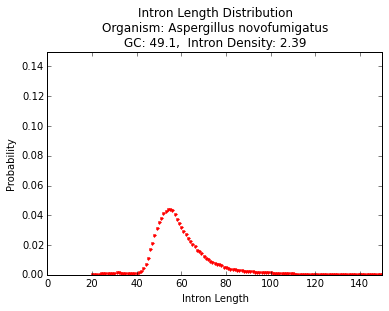 Intron Length Distribution
Organism: Aspergillus novofumigatus
GC: 49.1,  Intron Density: 2.39
0.14
0.12
0.10
0.08
0.06
0.04
0.02
0.00
Probability
0 20 40 60 80 100 120 140
Intron Length